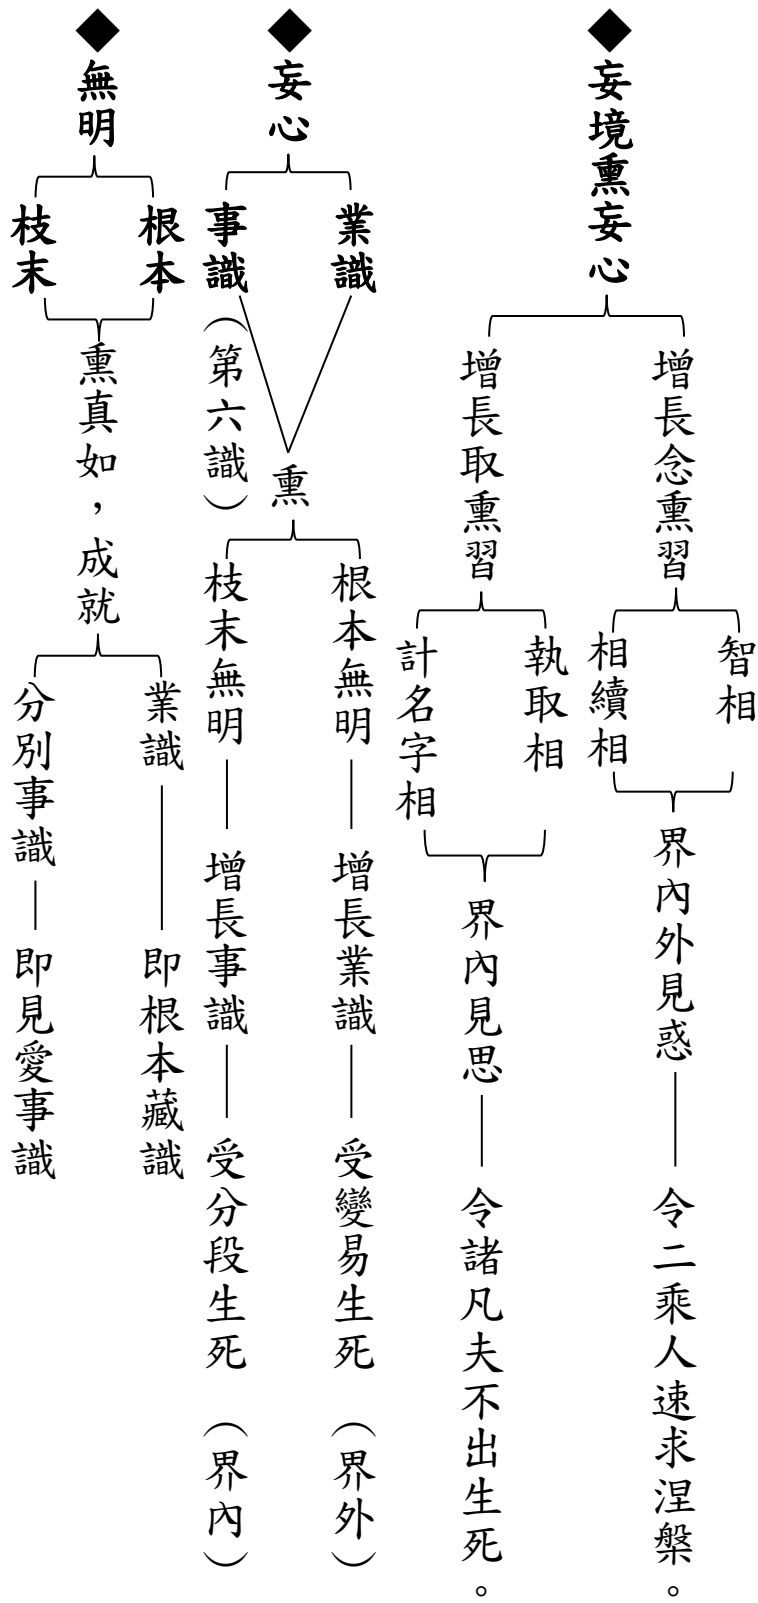 ◆妄境熏妄心
增長念熏習
智相
相續相
界內外見惑
令二乘人速求涅槃。
增長取熏習
執取相
計名字相
界內見思
令諸凡夫不出生死。
◆妄心
業識
事識（第六識）
熏
根本無明
增長業識
受變易生死（界外）
枝末無明
增長事識
受分段生死（界內）
◆無明
根本
枝末
熏真如，成就
業識
即根本藏識
分別事識
即見愛事識